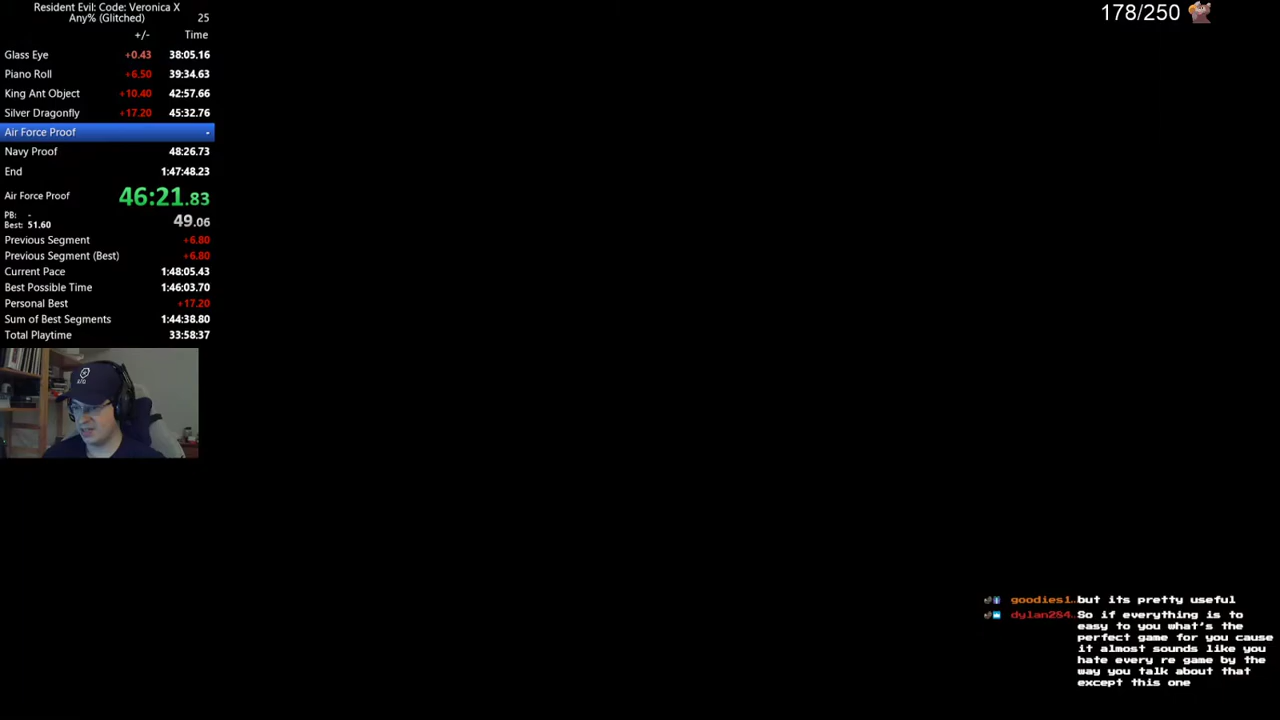 Resident Evil: Code: Veronica X
Any% (Glitched) 25
+/- Time
Glass Eye +0.43 38:05.16
Piano Roll +6.50 39:34.63
King Ant Object +10.40 42:57.66
Silver Dragonfly +17.20 45:32.76
Air Force Proof -
Navy Proof 48:26.73
End 1:47:48.23
Air Force Proof 46:21.83
PB: - 49.06
Best: 51.60
Previous Segment +6.80
Previous Segment (Best) +6.80
Current Pace 1:48:05.43
Best Possible Time 1:46:03.70
Personal Best +17.20
Sum of Best Segments 1:44:38.80
Total Playtime 33:58:37
178/250
goodies1.. but its pretty useful
dylan284.. So if everything is to
easy to you what's the
perfect game for you cause
it almost sounds like you
hate every re game by the
way you talk about that
except this one